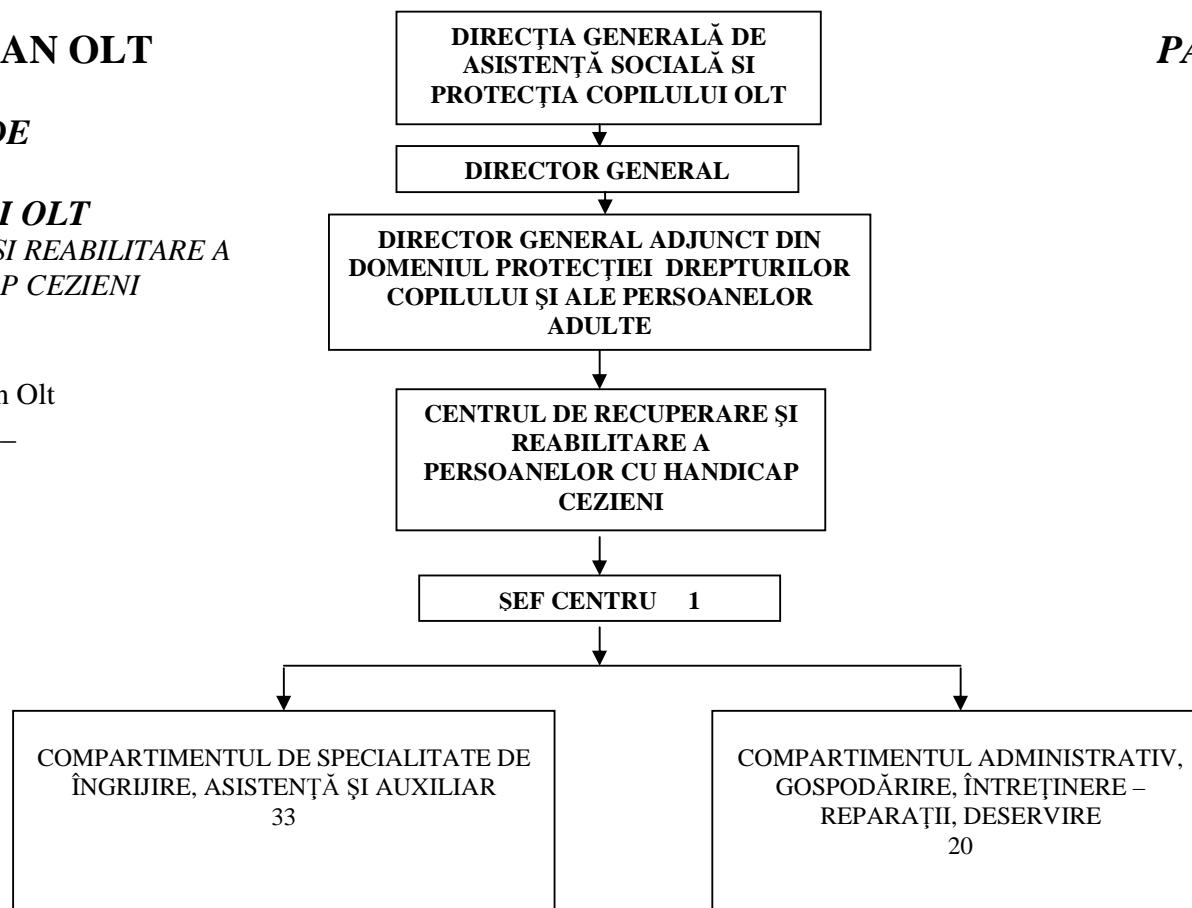 AN OLT
DE
I OLT
SI REABILITARE A
P CEZIENI
n Olt
–
PA
DIRECŢIA GENERALĂ DE
ASISTENŢĂ SOCIALĂ SI
PROTECŢIA COPILULUI OLT
DIRECTOR GENERAL
DIRECTOR GENERAL ADJUNCT DIN
DOMENIUL PROTECŢIEI DREPTURILOR
COPILULUI ŞI ALE PERSOANELOR
ADULTE
CENTRUL DE RECUPERARE ŞI
REABILITARE A
PERSOANELOR CU HANDICAP
CEZIENI
ŞEF CENTRU 1
COMPARTIMENTUL DE SPECIALITATE DE
ÎNGRIJIRE, ASISTENŢĂ ŞI AUXILIAR
33
COMPARTIMENTUL ADMINISTRATIV,
GOSPODĂRIRE, ÎNTREŢINERE –
REPARAŢII, DESERVIRE
20